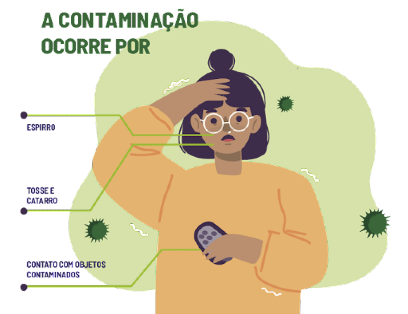 A CONTAMINAÇÃO
OCORRE POR
ESPIRRO
TOSSE E
CATARRO
CONTATO COM OBJETOS
CONTAMINADOS